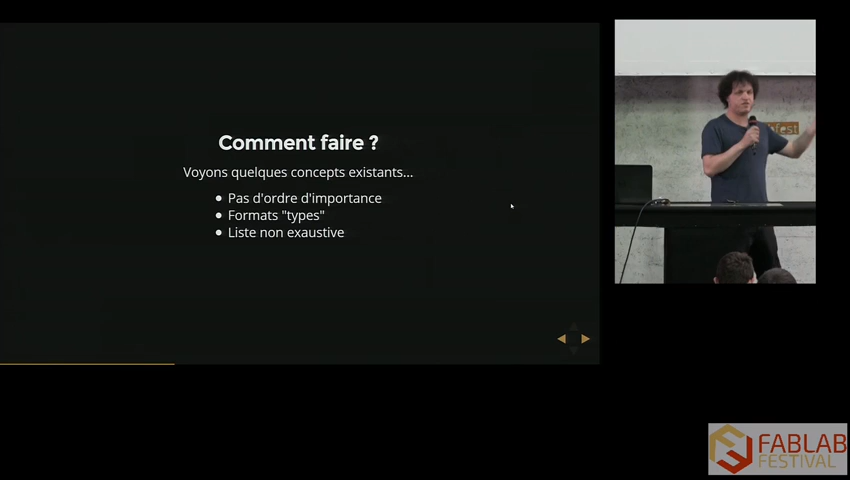 Comment faire ?
Voyons quelques concepts existants...
Pas d'ordre d'importance
Formats "types"
Liste non exaustive
FABLAB
FESTIVAL